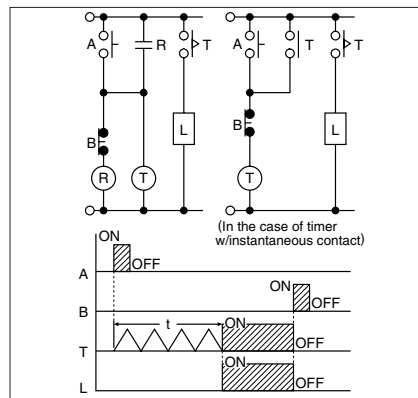 A R T A T
B L B L
R T T
(In the case of timer
w/instantaneous contact)
ON
A OFF
ON
B OFF
t ON
T OFF
ON
L OFF